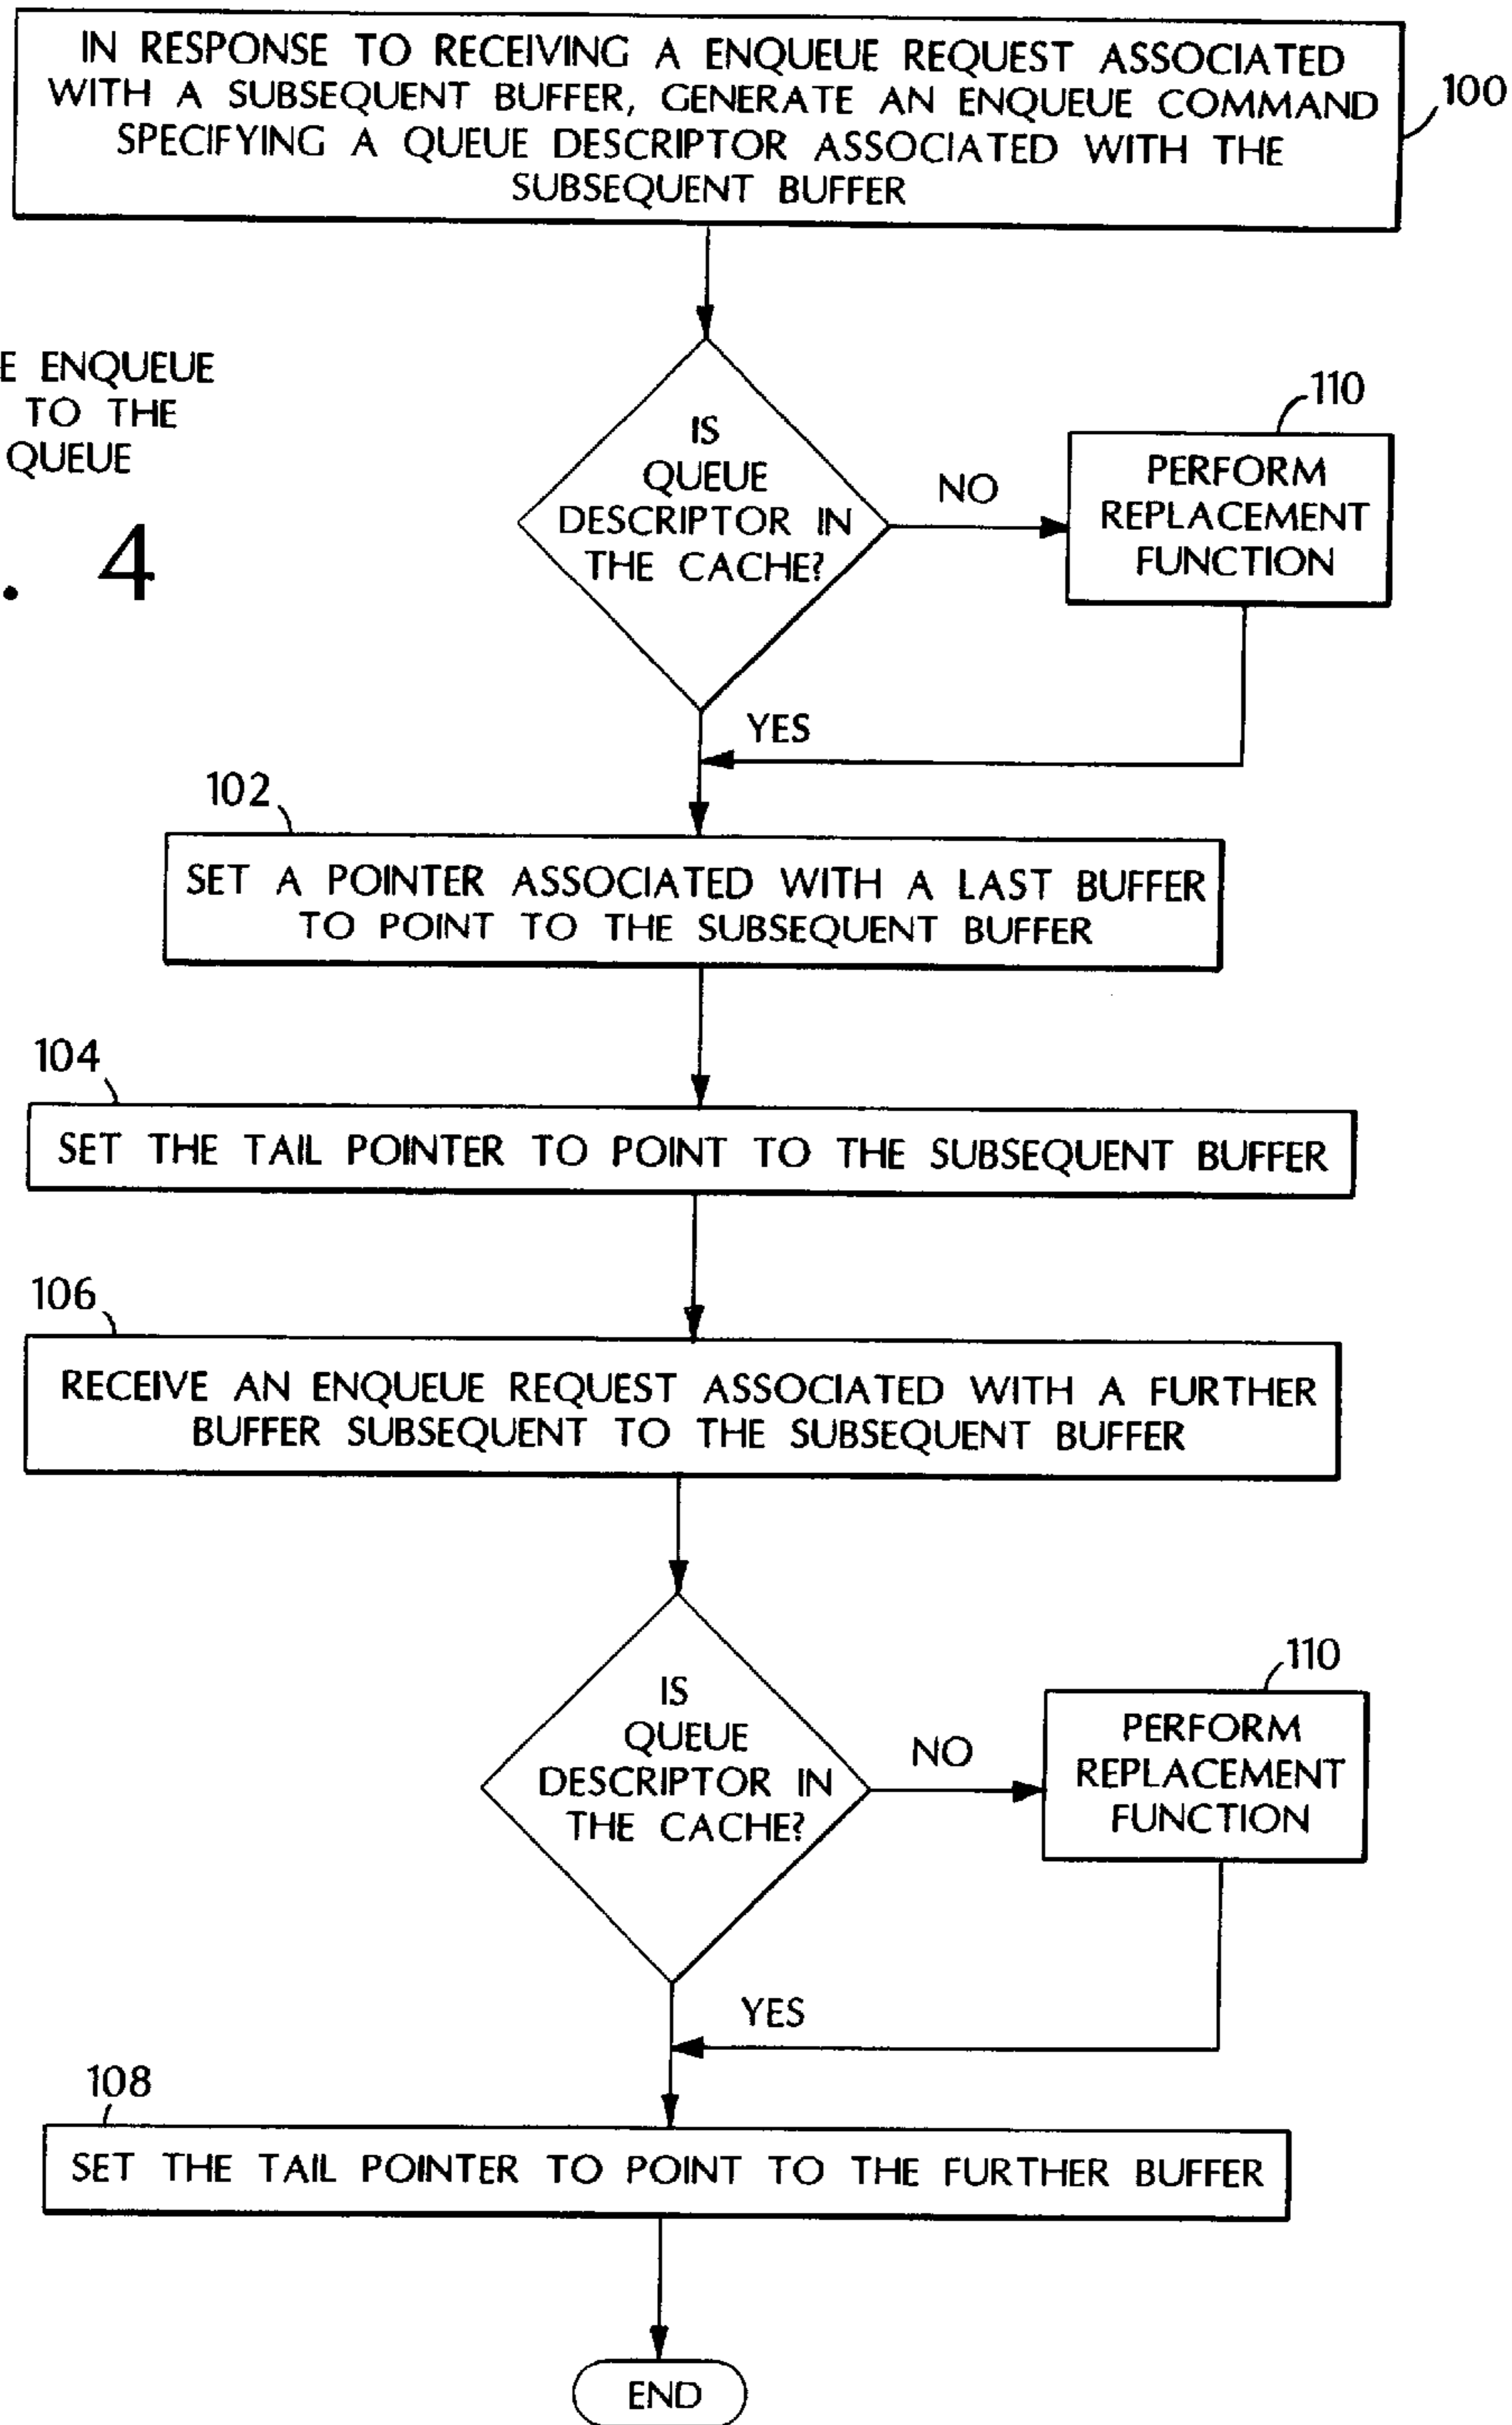 IN RESPONSE TO RECEIVING A ENQUEUE REQUEST ASSOCIATED
WITH A SUBSEQUENT BUFFER, GENERATE AN ENQUEUE COMMAND
SPECIFYING A QUEUE DESCRIPTOR ASSOCIATED WITH THE
SUBSEQUENT BUFFER
100
E ENQUEUE
TO THE
QUEUE
. 4
IS
QUEUE
DESCRIPTOR IN
THE CACHE?
NO
110
PERFORM
REPLACEMENT
FUNCTION
YES
102
SET A POINTER ASSOCIATED WITH A LAST BUFFER
TO POINT TO THE SUBSEQUENT BUFFER
104
SET THE TAIL POINTER TO POINT TO THE SUBSEQUENT BUFFER
106
RECEIVE AN ENQUEUE REQUEST ASSOCIATED WITH A FURTHER
BUFFER SUBSEQUENT TO THE SUBSEQUENT BUFFER
IS
QUEUE
DESCRIPTOR IN
THE CACHE?
NO
110
PERFORM
REPLACEMENT
FUNCTION
YES
108
SET THE TAIL POINTER TO POINT TO THE FURTHER BUFFER
END